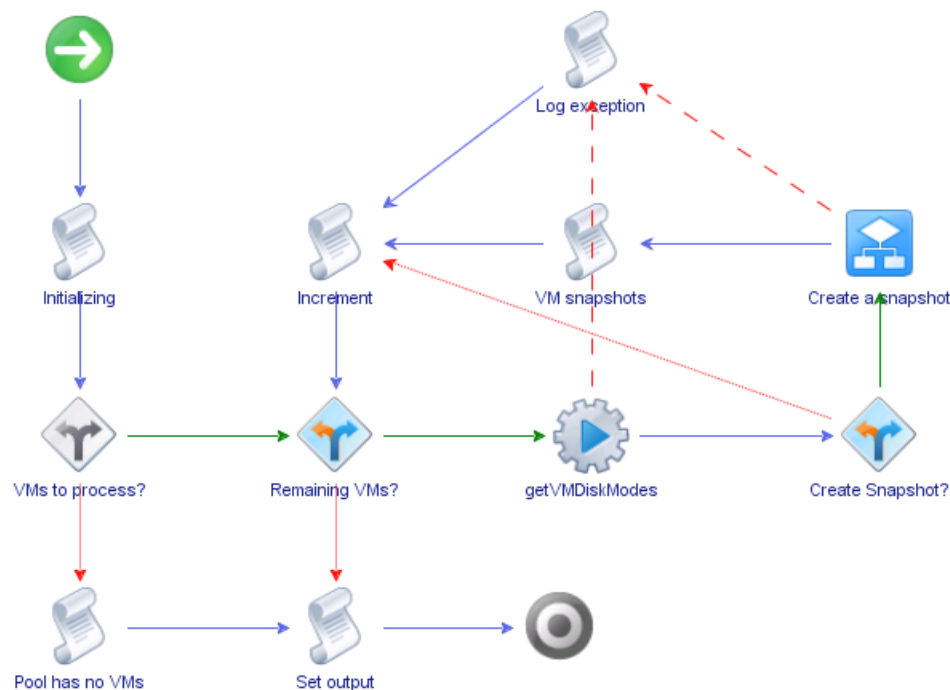 Log exception
Initializing
Increment
VM snapshots
Create a snapshot
VMs to process?
Remaining VMs?
getVMDiskModes
Create Snapshot?
Pool has no VMs
Set output